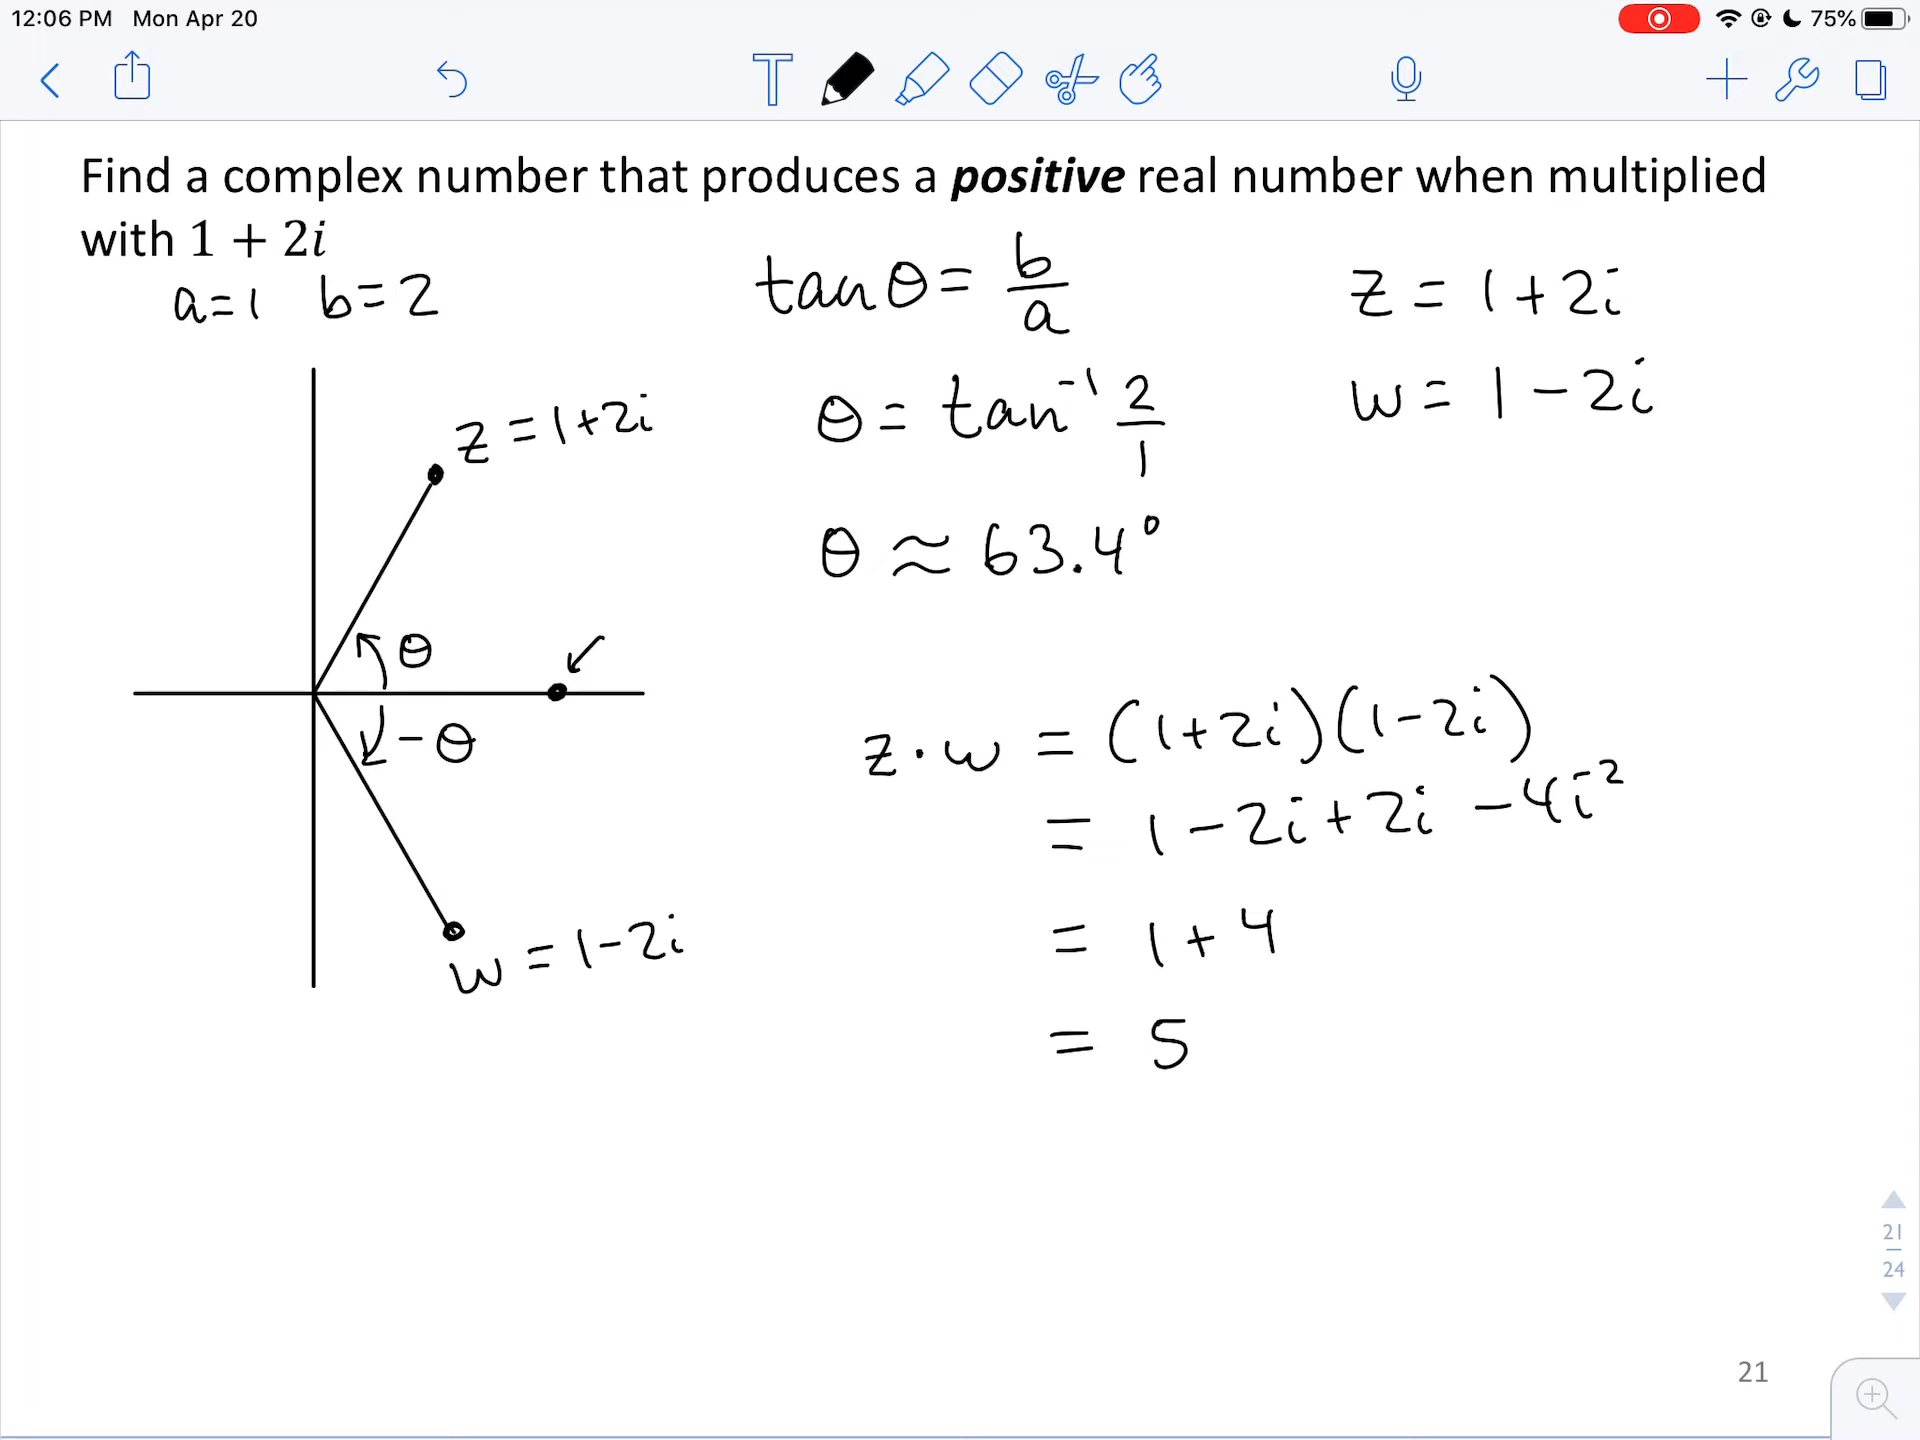 12:06 PM Mon Apr 20
75%
T
Find a complex number that produces a positive real number when multiplied
with 1 + 2i
a=1 b=2
tan θ = b/a
z = 1+2i
θ = tan⁻¹ 2/1
w = 1-2i
z = 1+2i
θ ≈ 63.4°
θ
-θ
w = 1-2i
z·w = (1+2i)(1-2i)
= 1-2i+2i-4i²
= 1+4
= 5
21
24
21